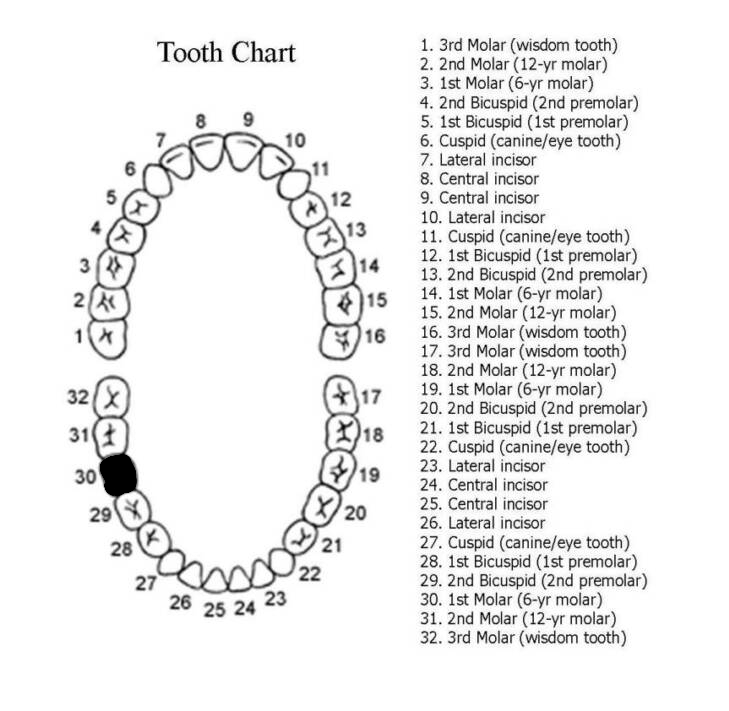 Tooth Chart
1. 3rd Molar (wisdom tooth)
2. 2nd Molar (12-yr molar)
3. 1st Molar (6-yr molar)
4. 2nd Bicuspid (2nd premolar)
5. 1st Bicuspid (1st premolar)
6. Cuspid (canine/eye tooth)
7. Lateral incisor
8. Central incisor
9. Central incisor
10. Lateral incisor
11. Cuspid (canine/eye tooth)
12. 1st Bicuspid (1st premolar)
13. 2nd Bicuspid (2nd premolar)
14. 1st Molar (6-yr molar)
15. 2nd Molar (12-yr molar)
16. 3rd Molar (wisdom tooth)
17. 3rd Molar (wisdom tooth)
18. 2nd Molar (12-yr molar)
19. 1st Molar (6-yr molar)
20. 2nd Bicuspid (2nd premolar)
21. 1st Bicuspid (1st premolar)
22. Cuspid (canine/eye tooth)
23. Lateral incisor
24. Central incisor
25. Central incisor
26. Lateral incisor
27. Cuspid (canine/eye tooth)
28. 1st Bicuspid (1st premolar)
29. 2nd Bicuspid (2nd premolar)
30. 1st Molar (6-yr molar)
31. 2nd Molar (12-yr molar)
32. 3rd Molar (wisdom tooth)
1
2
3
4
5
6
7
8
9
10
11
12
13
14
15
16
17
18
19
20
21
22
23
24
25
26
27
28
29
30
31
32